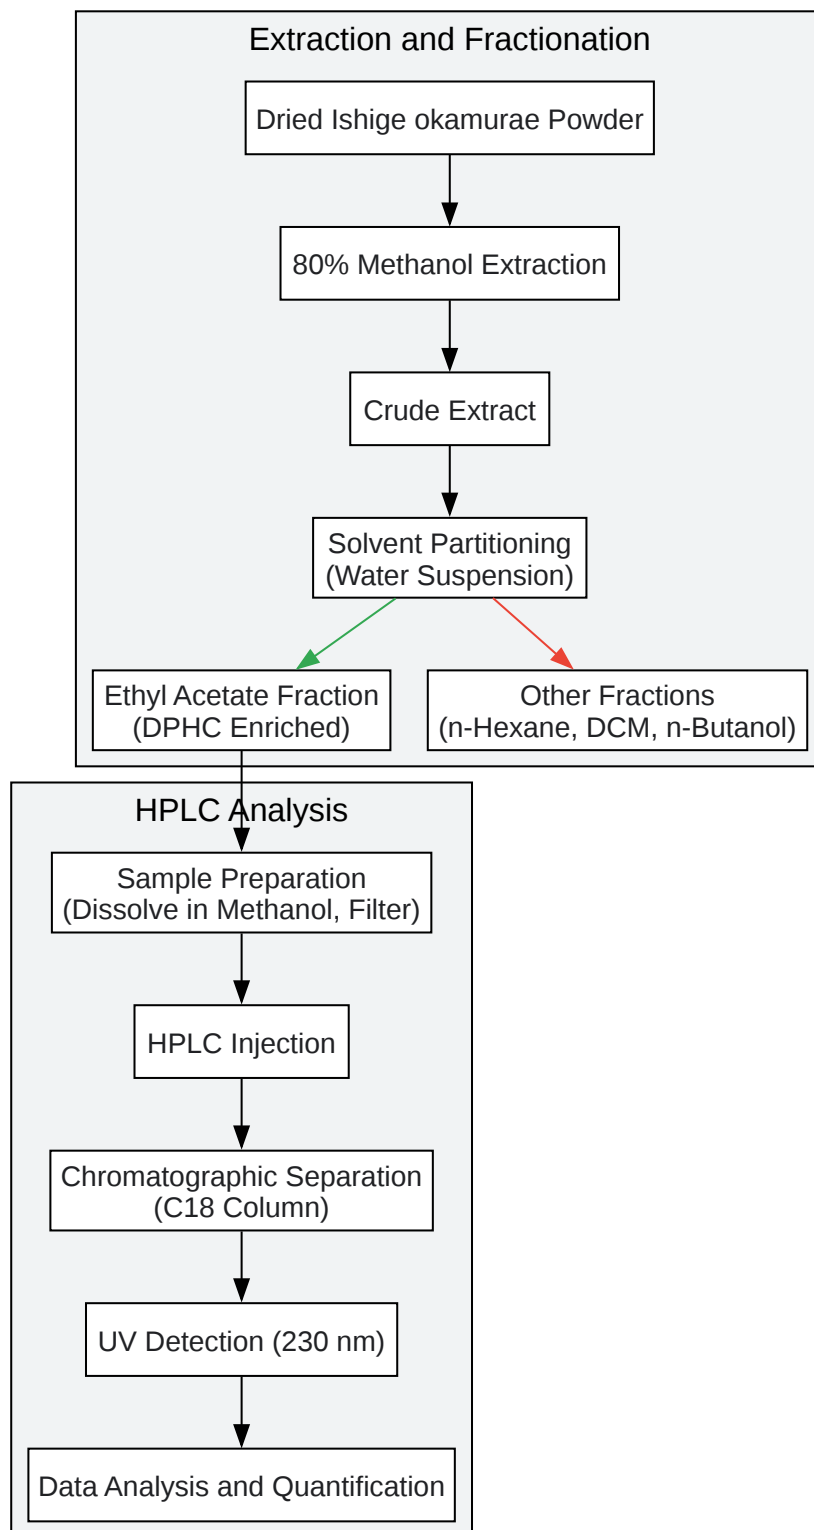 Extraction and Fractionation
Dried Ishige okamurae Powder
80% Methanol Extraction
Crude Extract
Solvent Partitioning
(Water Suspension)
Ethyl Acetate Fraction
(DPHC Enriched)
Other Fractions
(n-Hexane, DCM, n-Butanol)
HPLC Analysis
Sample Preparation
(Dissolve in Methanol, Filter)
HPLC Injection
Chromatographic Separation
(C18 Column)
UV Detection (230 nm)
Data Analysis and Quantification